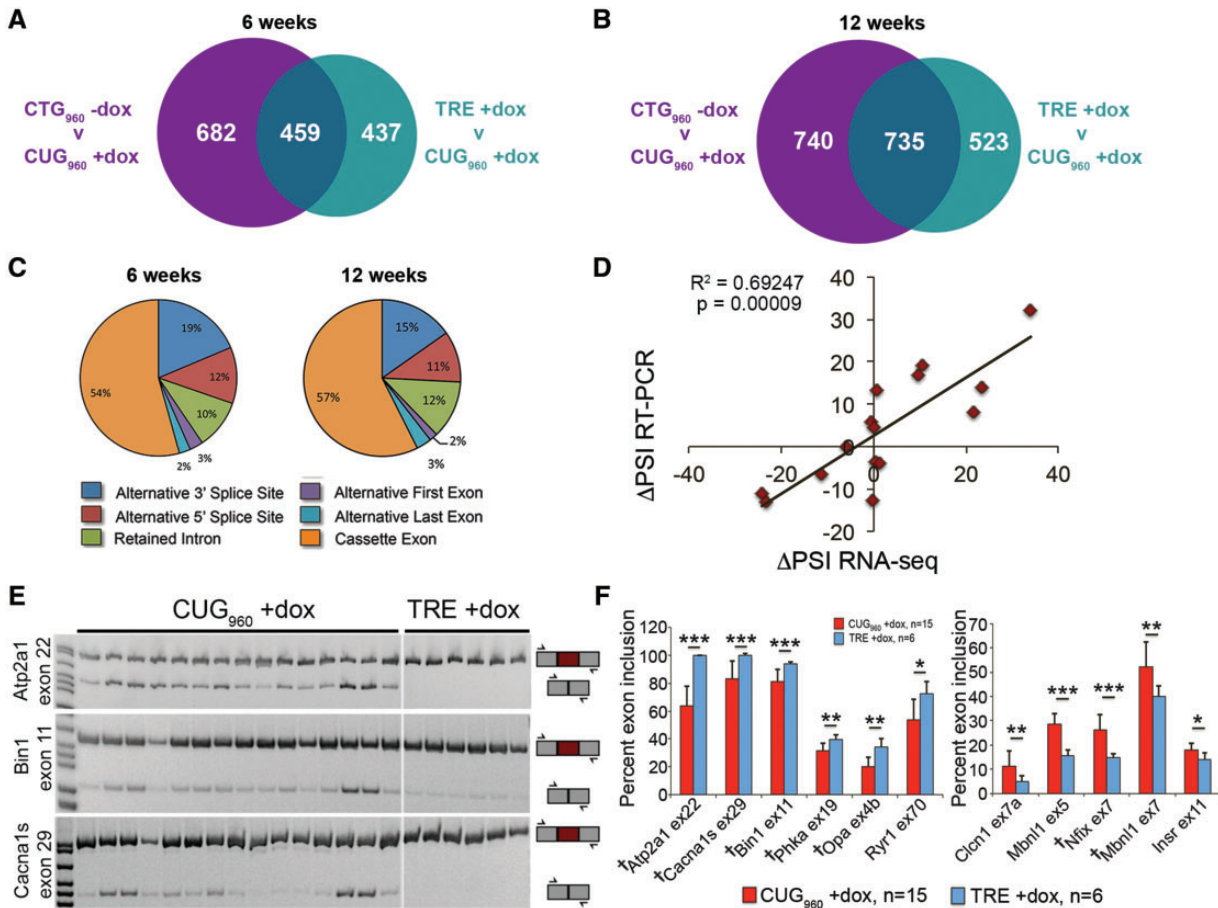 A
6 weeks
CTG960 -dox
v
CUG960 +dox
682
459
437
TRE +dox
v
CUG960 +dox
B
12 weeks
CTG960 -dox
v
CUG960 +dox
740
735
523
TRE +dox
v
CUG960 +dox
C
6 weeks
19%
12%
10%
3%
2%
54%
12 weeks
15%
11%
12%
2%
3%
57%
Alternative 3' Splice Site
Alternative 5' Splice Site
Retained Intron
Alternative First Exon
Alternative Last Exon
Cassette Exon
D
R² = 0.69247
p = 0.00009
ΔPSI RT-PCR
40
30
20
10
0
-10
-20
-40
-20
20
40
ΔPSI RNA-seq
E
CUG960 +dox
TRE +dox
Atp2a1
exon 22
Bin1
exon 11
Cacna1s
exon 29
F
Percent exon inclusion
120
100
80
60
40
20
0
CUG960 +dox, n=15
TRE +dox, n=6
***
***
***
**
**
*
†Atp2a1 ex22
†Cacna1s ex29
†Bin1 ex11
†Phka ex19
†Opa ex4b
Ryr1 ex70
Percent exon inclusion
70
60
50
40
30
20
10
0
**
***
***
**
*
Clcn1 ex7a
Mbnl1 ex5
†Nfix ex7
†Mbnl1 ex7
Insr ex11
CUG960 +dox, n=15
TRE +dox, n=6